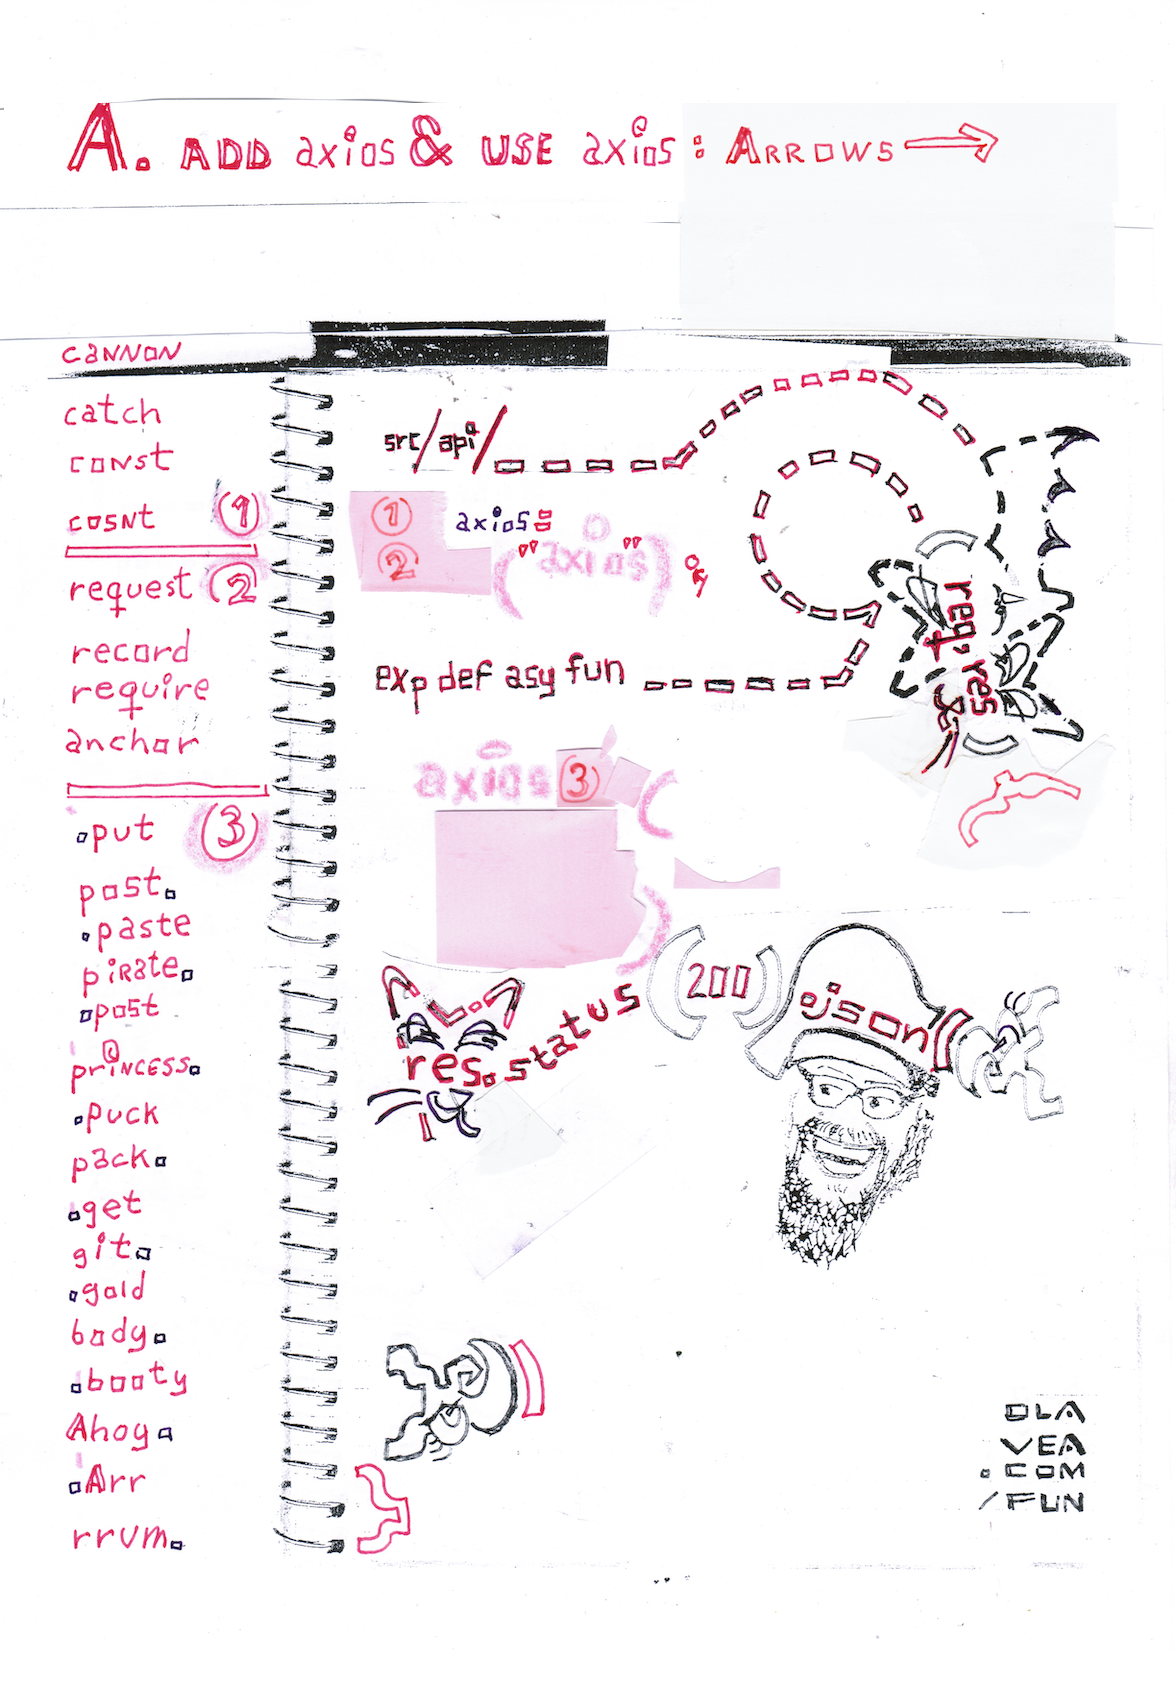 A. ADD axios & USE axios: ARROWS
CANNON
catch
const
cosnt (1)
request (2)
record
require
anchor
.put (3)
post.
.paste
piRate.
.post
prINCESS.
.puck
pack.
.get
git.
.gold
body.
.booty
Ahoy.
.Arr
rrum.
src/api/
(1) axios=
(2) ("axios");
exp def asy fun
req, res
&
axios (3) (
)
res.status (200) .json(
OLA
VEA
.COM
/FUN